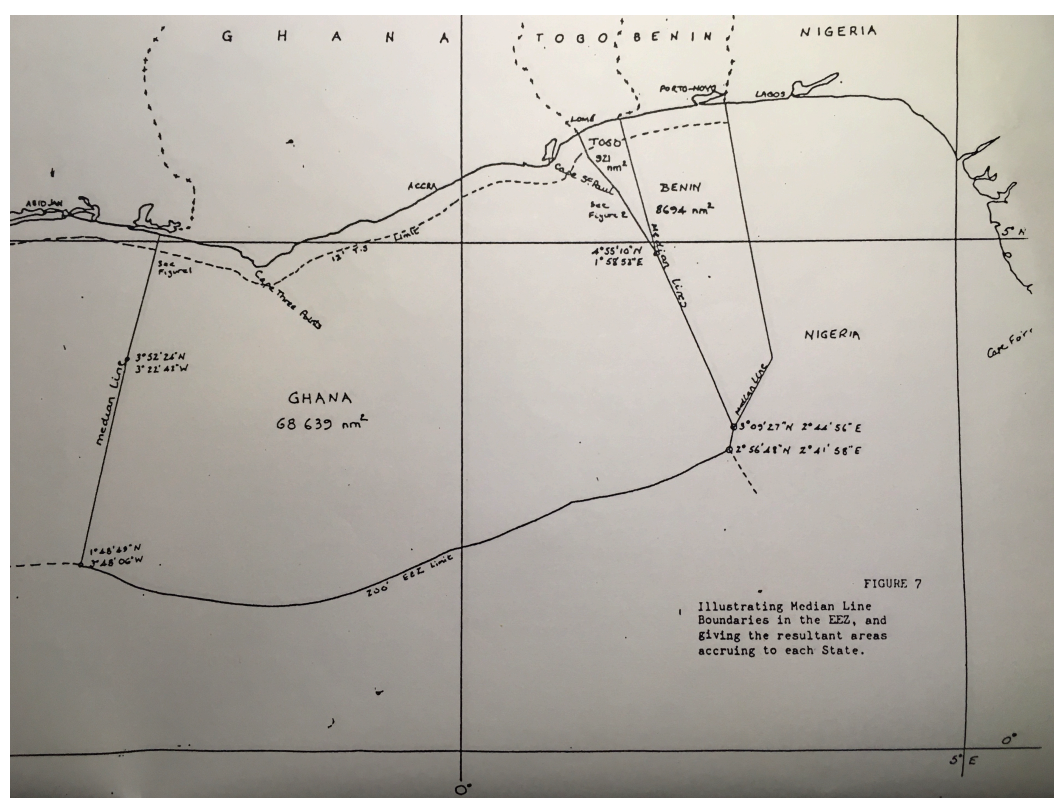 GHANA
TOGO
BENIN
NIGERIA
PORTO-NOVO
LAGOS
LOME
TOGO
921
nm²
Cape St. Paul
See
Figure 2
BENIN
8694 nm²
ACCRA
ABIDJAN
12' T.S Limit
5° N
4°55'10"N
1°58'53"E
Median Lines
See
Figure 1
Cape Three Points
3°52'26"N
3°22'42"W
median Line
NIGERIA
GHANA
68 639 nm²
Median Line
3°09'27"N 2°44'56"E
2°56'48"N 2°41'58"E
1°48'49"N
3°48'06"W
200' EEZ Limit
FIGURE 7
Illustrating Median Line
Boundaries in the EEZ, and
giving the resultant areas
accruing to each State.
0°
5° E
0°